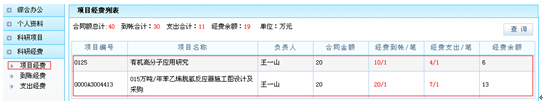 综合办公
个人资料
科研项目
科研经费
项目经费
到账经费
支出经费
项目经费列表
合同额总计:40 到帐合计:30 支出合计:11 经费余额:19 单位:万元
查 询
项目编号 项目名称 负责人 合同金额 经费到帐/笔 经费支出/笔 经费余额
0125 有机高分子应用研究 王一山 20 10/1 4/1 6
0000A3004413 015万吨/年苯乙烯脱氢反应器施工图设计及采购 王一山 20 20/1 7/1 13